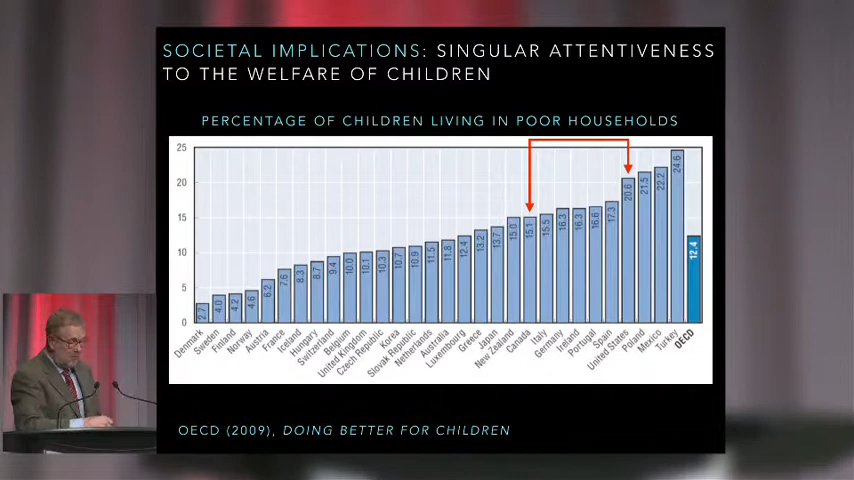 SOCIETAL IMPLICATIONS: SINGULAR ATTENTIVENESS
TO THE WELFARE OF CHILDREN
PERCENTAGE OF CHILDREN LIVING IN POOR HOUSEHOLDS
25
20
15
10
5
0
2.7 4.0 4.2 4.6 6.2 7.6 8.3 8.7 9.4 10.0 10.1 10.3 10.7 10.9 11.5 11.8 12.4 13.2 13.7 15.0 15.1 15.5 16.3 16.3 16.6 17.3 20.6 21.5 22.2 24.6 12.4
Denmark Sweden Finland Norway Austria France Iceland Hungary Switzerland Belgium United Kingdom Czech Republic Korea Slovak Republic Netherlands Australia Luxembourg Greece Japan New Zealand Canada Italy Germany Ireland Portugal Spain United States Poland Mexico Turkey OECD
OECD (2009), DOING BETTER FOR CHILDREN